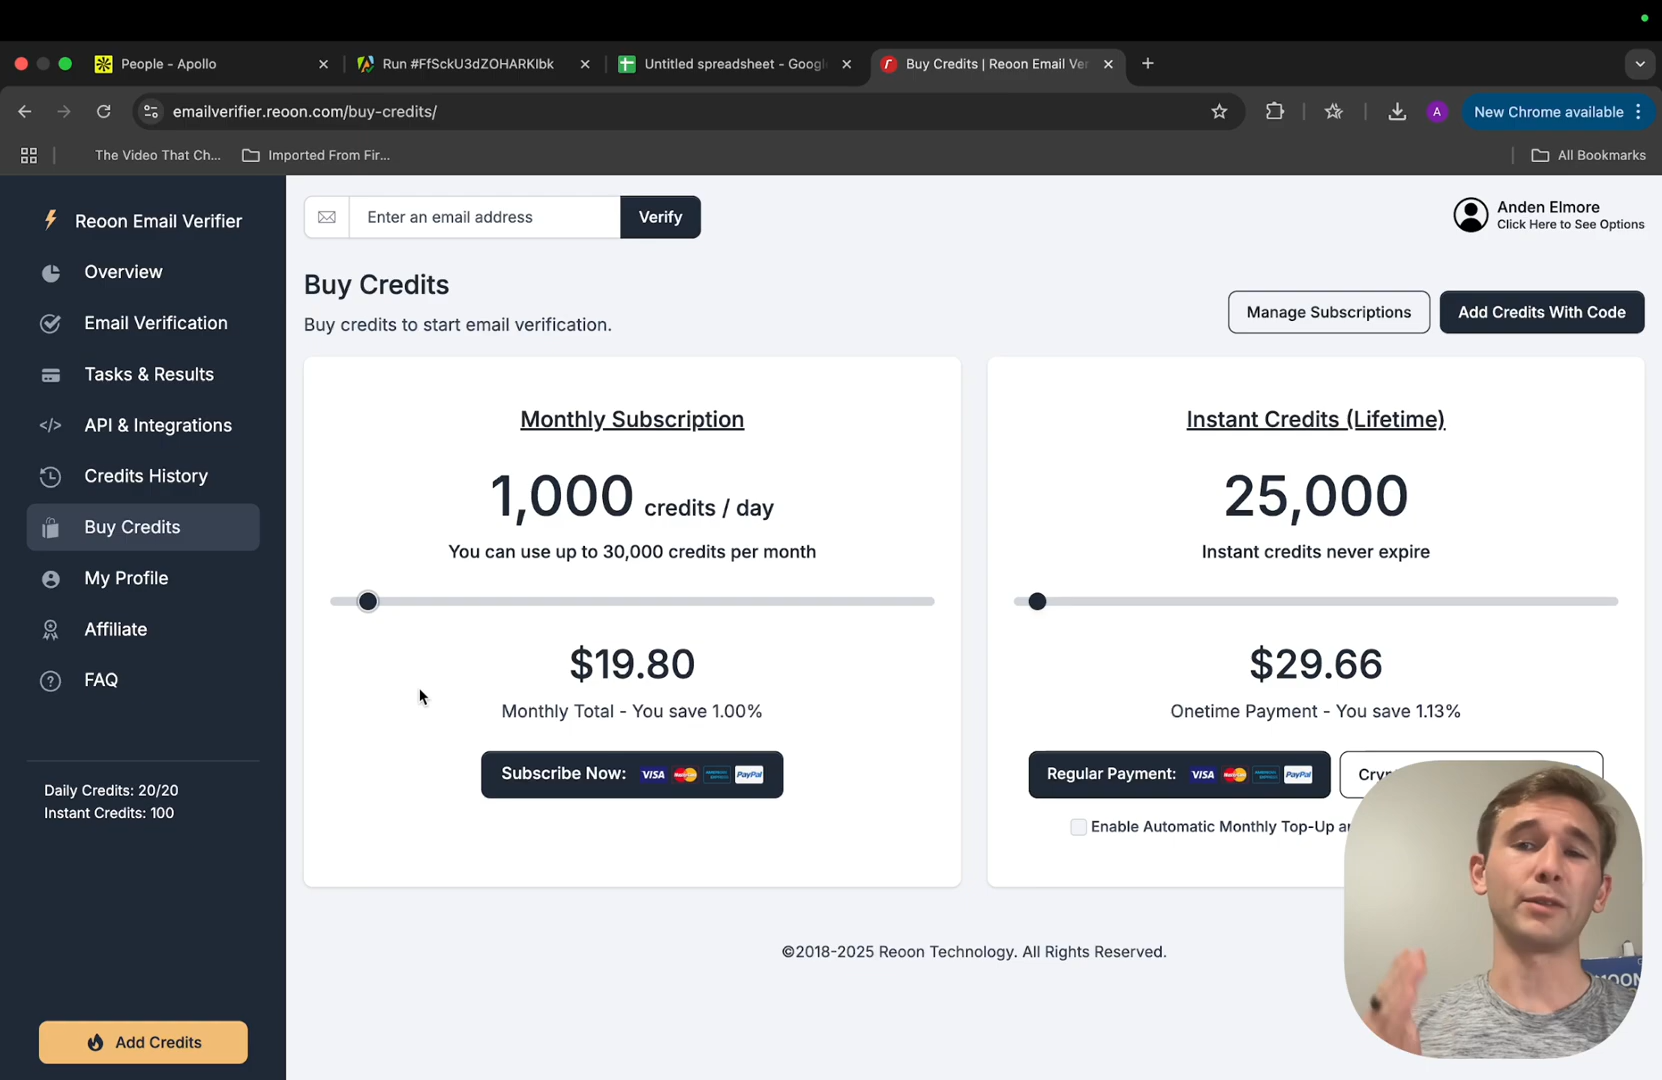 People - Apollo
Run #FfSckU3dZOHARKlbk
Untitled spreadsheet - Googl
Buy Credits | Reoon Email Ver
emailverifier.reoon.com/buy-credits/
A
New Chrome available
The Video That Ch...
Imported From Fir...
All Bookmarks
Reoon Email Verifier
Overview
Email Verification
Tasks & Results
API & Integrations
Credits History
Buy Credits
My Profile
Affiliate
FAQ
Daily Credits: 20/20
Instant Credits: 100
Add Credits
Enter an email address
Verify
Anden Elmore
Click Here to See Options
Buy Credits
Buy credits to start email verification.
Manage Subscriptions
Add Credits With Code
Monthly Subscription
1,000 credits / day
You can use up to 30,000 credits per month
$19.80
Monthly Total - You save 1.00%
Subscribe Now: VISA PayPal
Instant Credits (Lifetime)
25,000
Instant credits never expire
$29.66
Onetime Payment - You save 1.13%
Regular Payment: VISA PayPal
Enable Automatic Monthly Top-Up
©2018-2025 Reoon Technology. All Rights Reserved.